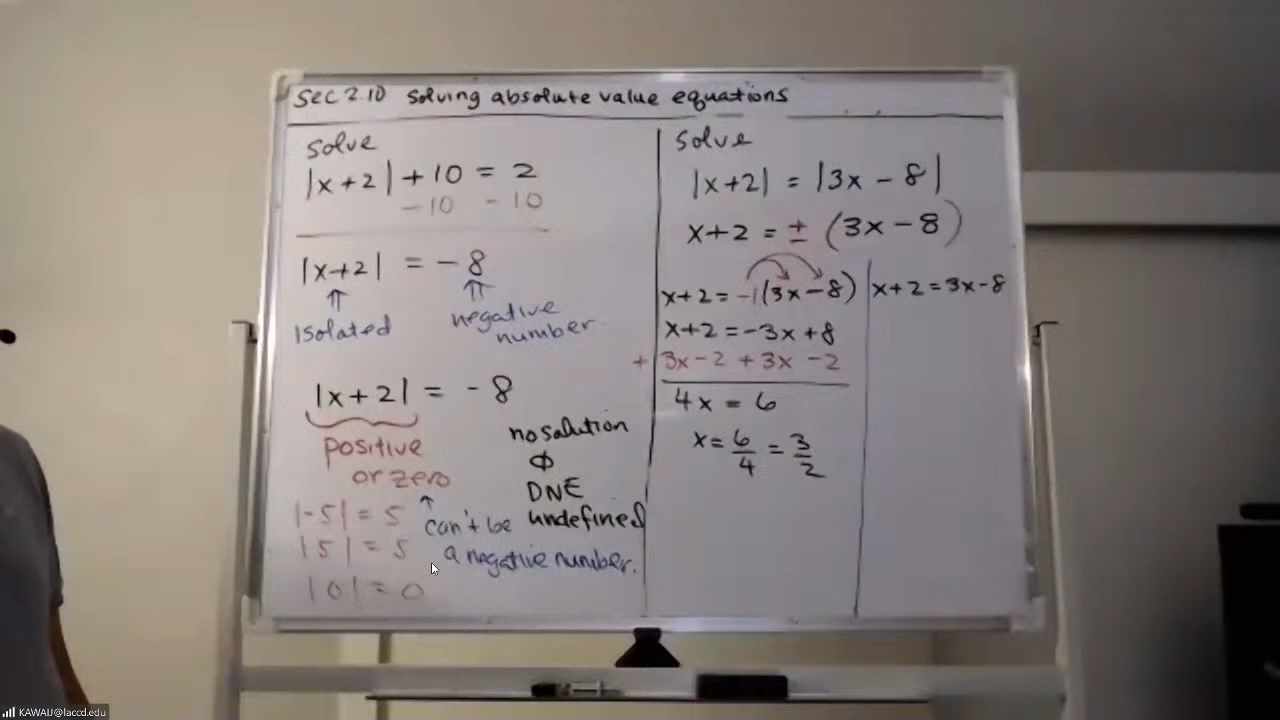 Sec 2.10 Solving absolute value equations
Solve
|x+2| + 10 = 2
-10 -10
|x+2| = -8
Isolated
negative
number
|x+2| = -8
positive
or zero
no solution
∅
DNE
undefined
|-5| = 5
|5| = 5
|0| = 0
can't be
a negative number.
Solve
|x+2| = |3x-8|
x+2 = ± (3x-8)
x+2 = -1(3x-8)
x+2 = -3x+8
+ 3x-2 +3x -2
4x = 6
x = 6/4 = 3/2
x+2 = 3x-8
KAWAIJ@laccd.edu